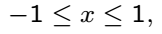 −1 ≤ x ≤ 1,